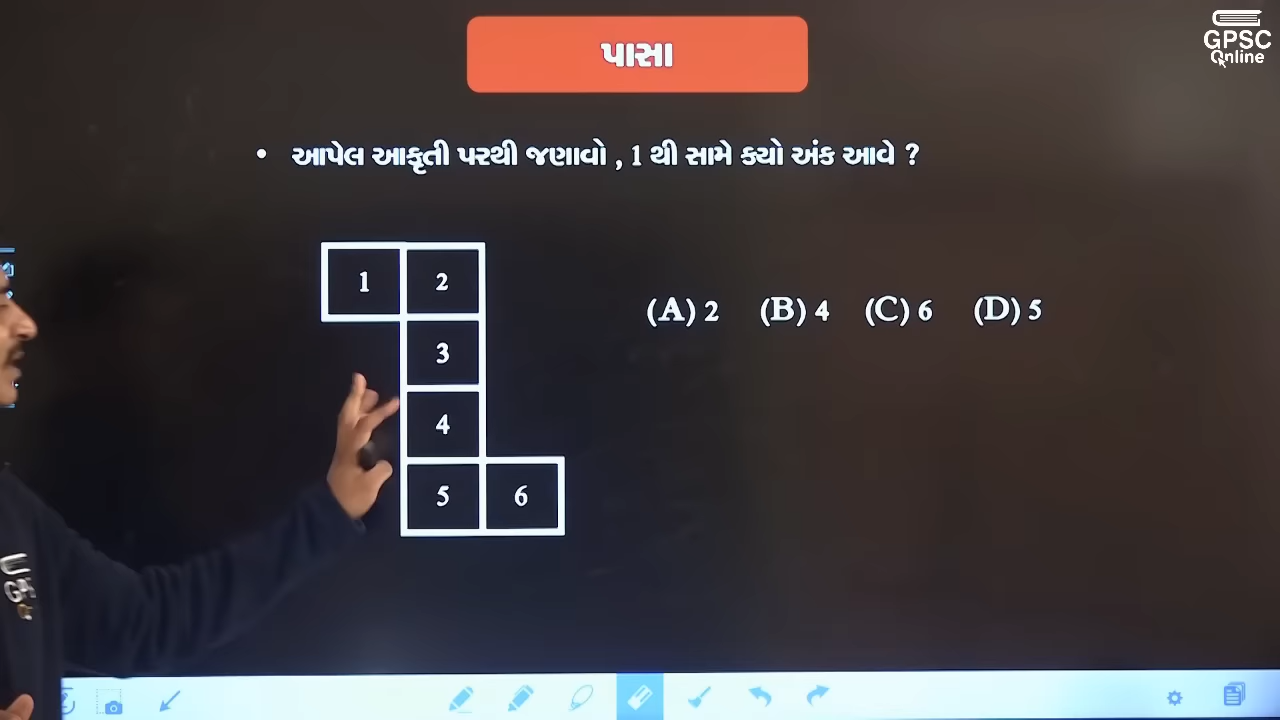 GPSC
Online
પાસા
• આપેલ આકૃતી પરથી જણાવો , 1 થી સામે ક્યો અંક આવે ?
1 2
3
4
5 6
(A) 2 (B) 4 (C) 6 (D) 5